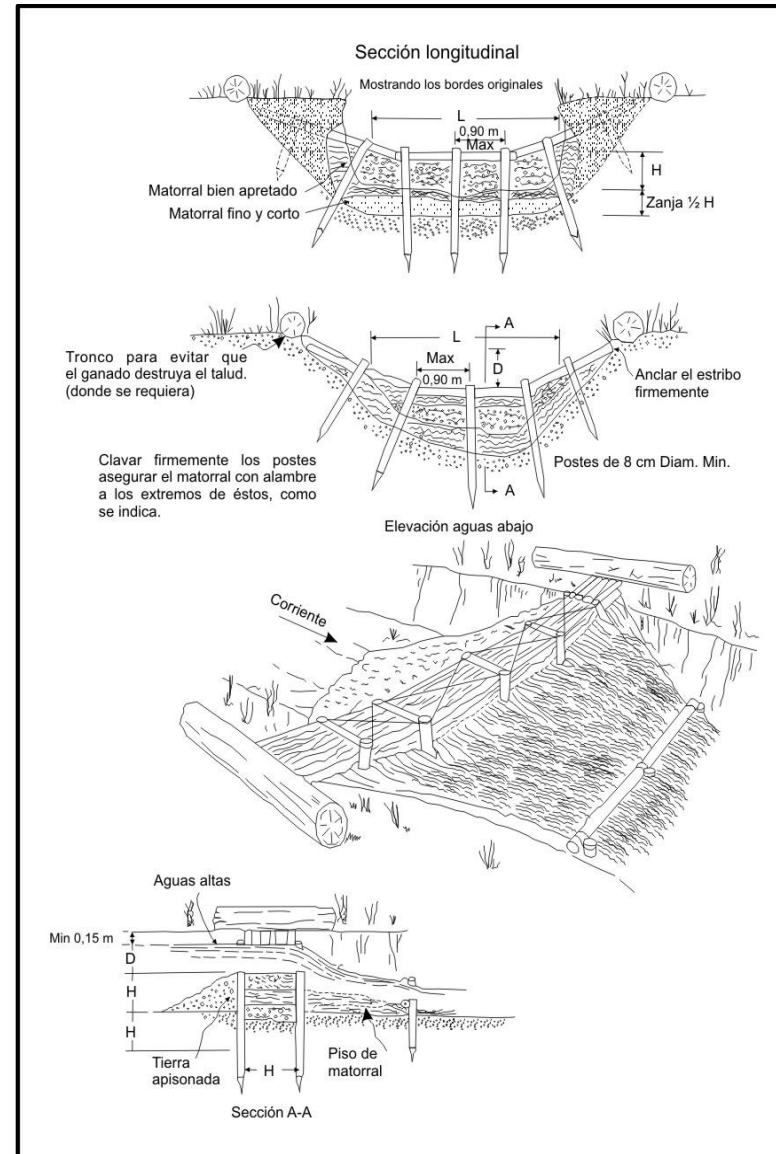 Sección longitudinal
Mostrando los bordes originales
L
0,90 m
Max
H
Matorral bien apretado
Matorral fino y corto
Zanja ½ H
A
L
Tronco para evitar que
el ganado destruya el talud.
(donde se requiera)
Max
0,90 m
D
Anclar el estribo
firmemente
Clavar firmemente los postes
asegurar el matorral con alambre
a los extremos de éstos, como
se indica.
Postes de 8 cm Diam. Min.
A
Elevación aguas abajo
Corriente
Aguas altas
Min 0,15 m
D
H
H
Tierra
apisonada
H
Piso de
matorral
Sección A-A